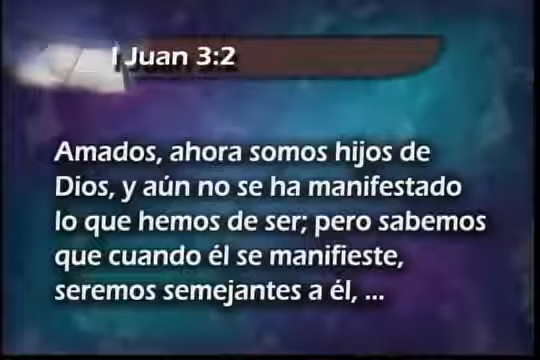 I Juan 3:2
Amados, ahora somos hijos de
Dios, y aún no se ha manifestado
lo que hemos de ser; pero sabemos
que cuando él se manifieste,
seremos semejantes a él, ...